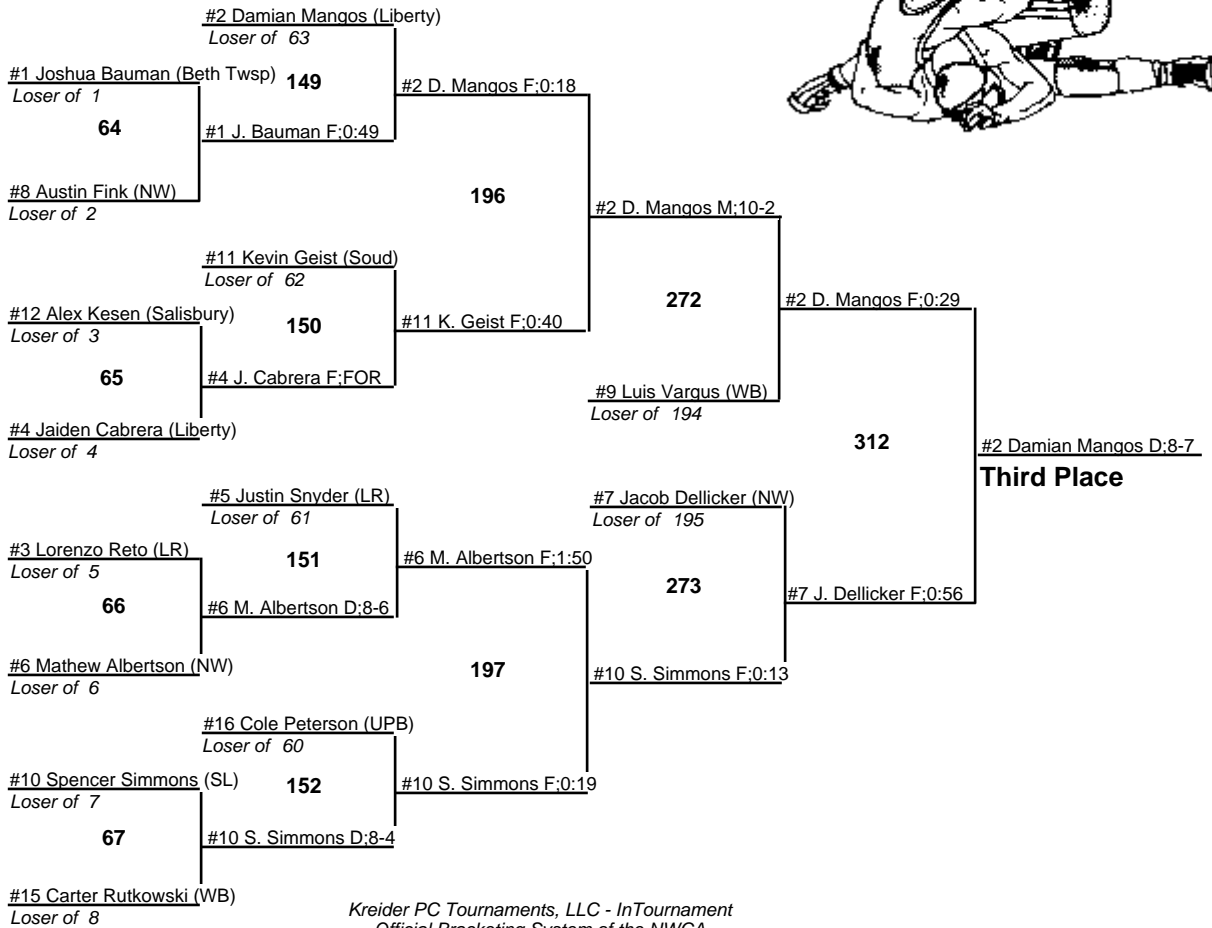 #2 Damian Mangos (Liberty)
Loser of 63
#1 Joshua Bauman (Beth Twsp)
Loser of 1
149
#2 D. Mangos F;0:18
64
#1 J. Bauman F;0:49
#8 Austin Fink (NW)
Loser of 2
196
#2 D. Mangos M;10-2
#11 Kevin Geist (Soud)
Loser of 62
#12 Alex Kesen (Salisbury)
Loser of 3
150
#11 K. Geist F;0:40
272
#2 D. Mangos F;0:29
65
#4 J. Cabrera F;FOR
#9 Luis Vargus (WB)
Loser of 194
#4 Jaiden Cabrera (Liberty)
Loser of 4
312
#2 Damian Mangos D;8-7
Third Place
#5 Justin Snyder (LR)
Loser of 61
#7 Jacob Dellicker (NW)
Loser of 195
#3 Lorenzo Reto (LR)
Loser of 5
151
#6 M. Albertson F;1:50
273
#7 J. Dellicker F;0:56
66
#6 M. Albertson D;8-6
#6 Mathew Albertson (NW)
Loser of 6
197
#10 S. Simmons F;0:13
#16 Cole Peterson (UPB)
Loser of 60
#10 Spencer Simmons (SL)
Loser of 7
152
#10 S. Simmons F;0:19
67
#10 S. Simmons D;8-4
#15 Carter Rutkowski (WB)
Loser of 8
Kreider PC Tournaments, LLC - InTournament
Official Bracketing System of the NWCA